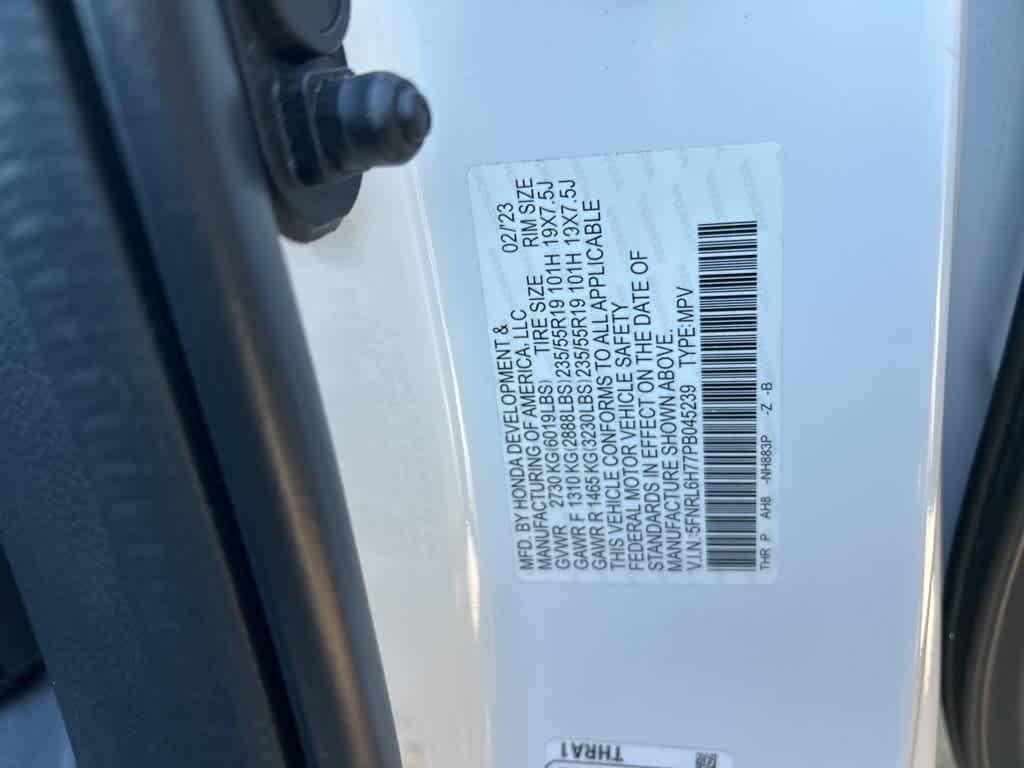 MFD. BY HONDA DEVELOPMENT &
MANUFACTURING OF AMERICA, LLC 02/'23
GVWR 2730 KG(6019LBS) TIRE SIZE RIM SIZE
GAWR F 1310 KG(2888LBS) 235/55R19 101H 19X7.5J
GAWR R 1465 KG(3230LBS) 235/55R19 101H 19X7.5J
THIS VEHICLE CONFORMS TO ALL APPLICABLE
FEDERAL MOTOR VEHICLE SAFETY
STANDARDS IN EFFECT ON THE DATE OF
MANUFACTURE SHOWN ABOVE.
V.I.N: 5FNRL6H77PB045239 TYPE:MPV
THR P AH8 -NH883P -Z -B
THRA1